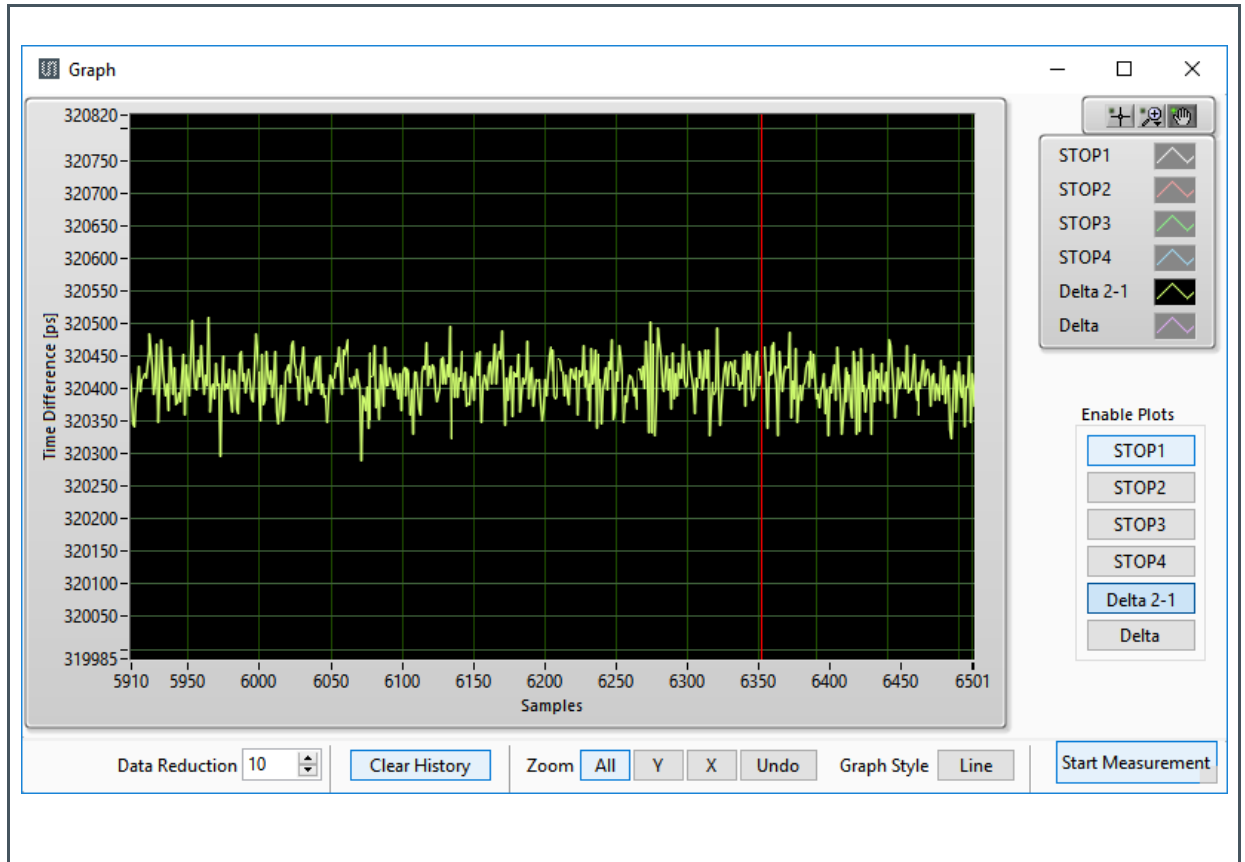 Graph
320820
320750
320700
320650
320600
320550
320500
320450
320400
320350
320300
320250
320200
320150
320100
320050
319985
Time Difference [ps]
5910 5950 6000 6050 6100 6150 6200 6250 6300 6350 6400 6450 6501
Samples
STOP1
STOP2
STOP3
STOP4
Delta 2-1
Delta
Enable Plots
STOP1
STOP2
STOP3
STOP4
Delta 2-1
Delta
Data Reduction 10 Clear History Zoom All Y X Undo Graph Style Line Start Measurement